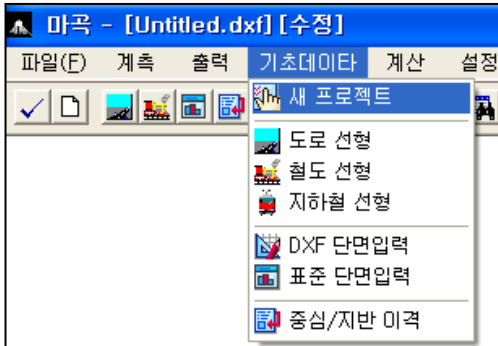 마곡 - [Untitled.dxf] [수정]
파일(F) 계측 출력 기초데이타 계산 설정
새 프로젝트
도로 선형
철도 선형
지하철 선형
DXF 단면입력
표준 단면입력
중심/지반 이격